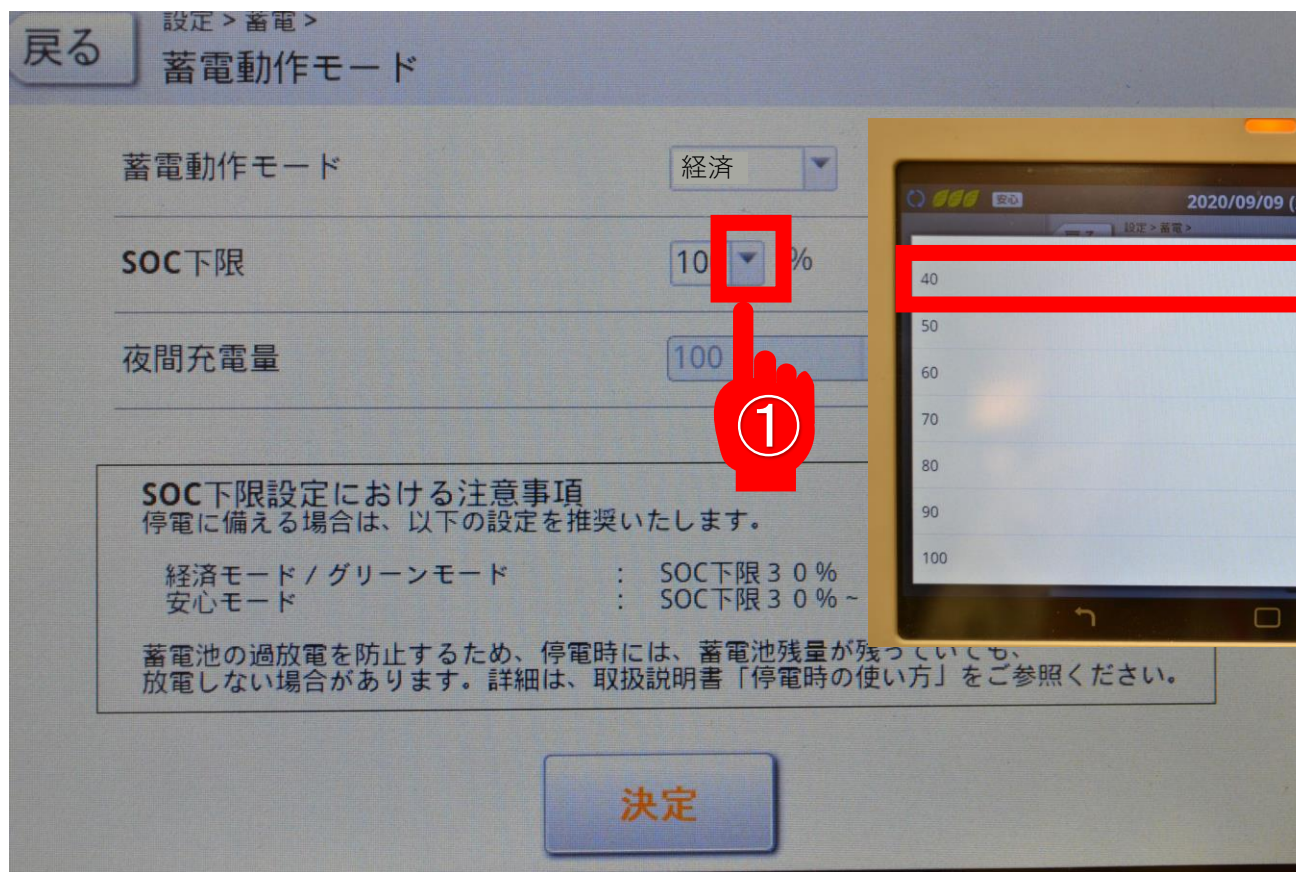 戻る
設定 > 蓄電 >
蓄電動作モード
蓄電動作モード
経済
SOC下限
10
%
夜間充電量
100
①
SOC下限設定における注意事項
停電に備える場合は、以下の設定を推奨いたします。
経済モード / グリーンモード : SOC下限３０%
安心モード : SOC下限３０% ~
蓄電池の過放電を防止するため、停電時には、蓄電池残量が残っていても、
放電しない場合があります。詳細は、取扱説明書「停電時の使い方」をご参照ください。
決定
安心
2020/09/09 (
設定 > 蓄電 >
40
50
60
70
80
90
100